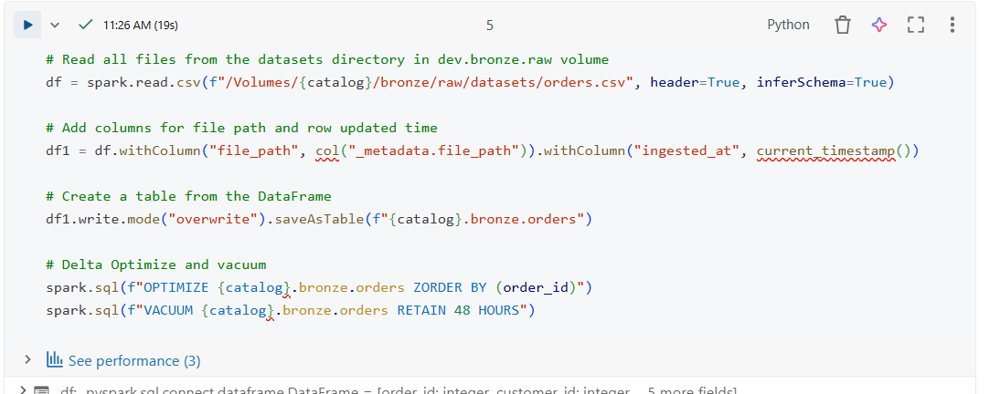 11:26 AM (19s)
5
Python
# Read all files from the datasets directory in dev.bronze.raw volume
df = spark.read.csv(f"/Volumes/{catalog}/bronze/raw/datasets/orders.csv", header=True, inferSchema=True)
# Add columns for file path and row updated time
df1 = df.withColumn("file_path", col("_metadata.file_path")).withColumn("ingested_at", current_timestamp())
# Create a table from the DataFrame
df1.write.mode("overwrite").saveAsTable(f"{catalog}.bronze.orders")
# Delta Optimize and vacuum
spark.sql(f"OPTIMIZE {catalog}.bronze.orders ZORDER BY (order_id)")
spark.sql(f"VACUUM {catalog}.bronze.orders RETAIN 48 HOURS")
See performance (3)
df: pyspark.sql.connect.dataframe.DataFrame = [order_id: integer, customer_id: integer ... 5 more fields]